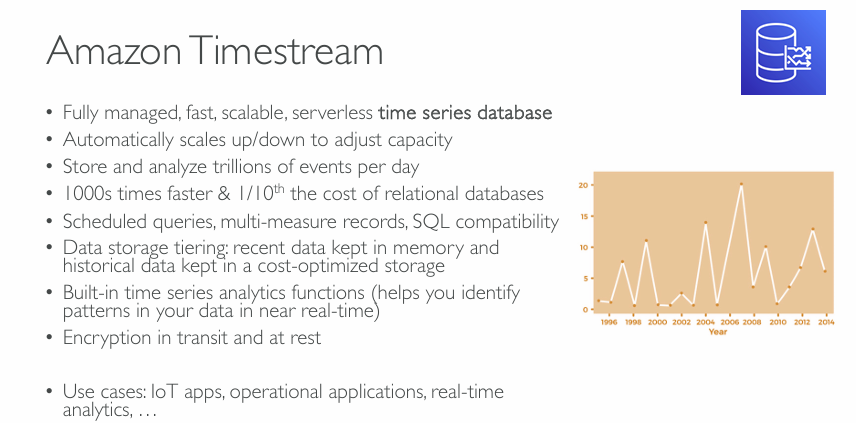 Amazon Timestream
• Fully managed, fast, scalable, serverless time series database
• Automatically scales up/down to adjust capacity
• Store and analyze trillions of events per day
• 1000s times faster & 1/10th the cost of relational databases
• Scheduled queries, multi-measure records, SQL compatibility
• Data storage tiering: recent data kept in memory and
historical data kept in a cost-optimized storage
• Built-in time series analytics functions (helps you identify
patterns in your data in near real-time)
• Encryption in transit and at rest
• Use cases: IoT apps, operational applications, real-time
analytics, …
20
15
10
5
0
1996 1998 2000 2002 2004 2006 2008 2010 2012 2014
Year